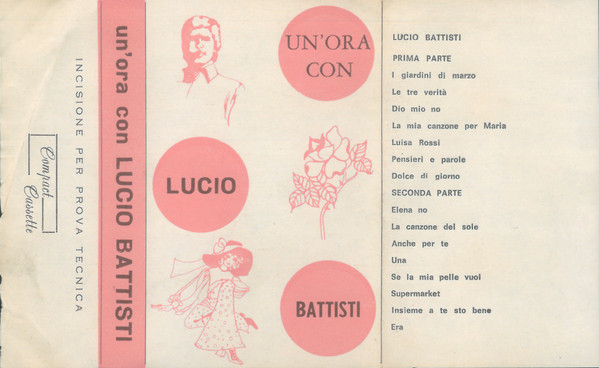 Compact
Cassette
INCISIONE PER PROVA TECNICA
un'ora con LUCIO BATTISTI
UN'ORA
CON
LUCIO
BATTISTI
LUCIO BATTISTI
PRIMA PARTE
I giardini di marzo
Le tre verità
Dio mio no
La mia canzone per Maria
Luisa Rossi
Pensieri e parole
Dolce di giorno
SECONDA PARTE
Elena no
La canzone del sole
Anche per te
Una
Se la mia pelle vuoi
Supermarket
Insieme a te sto bene
Era